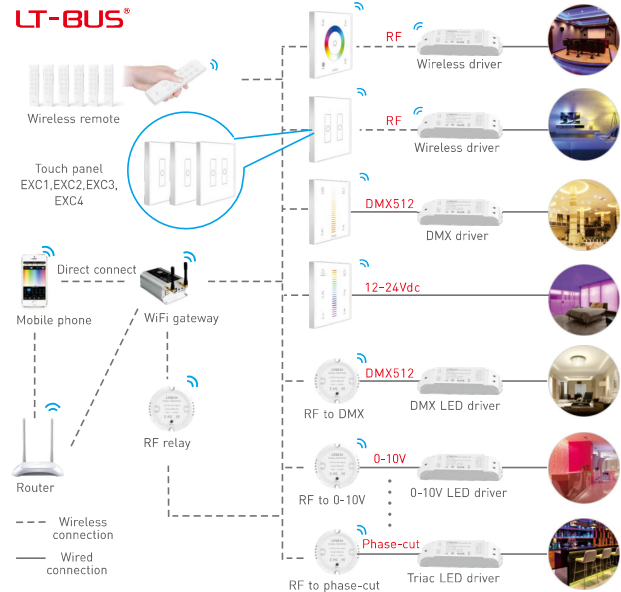 LT-BUS®
RF
Wireless driver
Wireless remote
RF
Wireless driver
Touch panel
EXC1,EXC2,EXC3,
EXC4
DMX512
DMX driver
Direct connect
12-24Vdc
Mobile phone
WiFi gateway
DMX512
RF to DMX
DMX LED driver
RF relay
0-10V
RF to 0-10V
0-10V LED driver
Router
Wireless
connection
Wired
connection
Phase-cut
RF to phase-cut
Triac LED driver